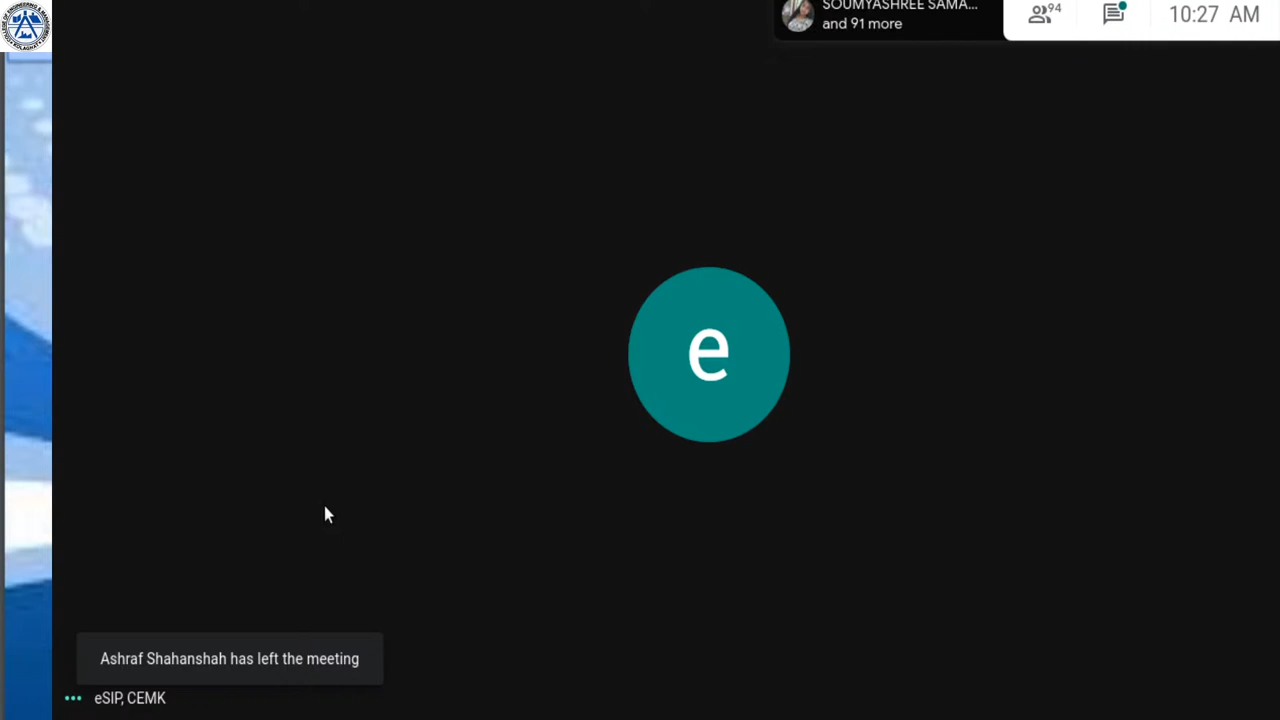 SOUMYASHREE SAMA...
and 91 more
94
10:27 AM
e
Ashraf Shahanshah has left the meeting
eSIP, CEMK